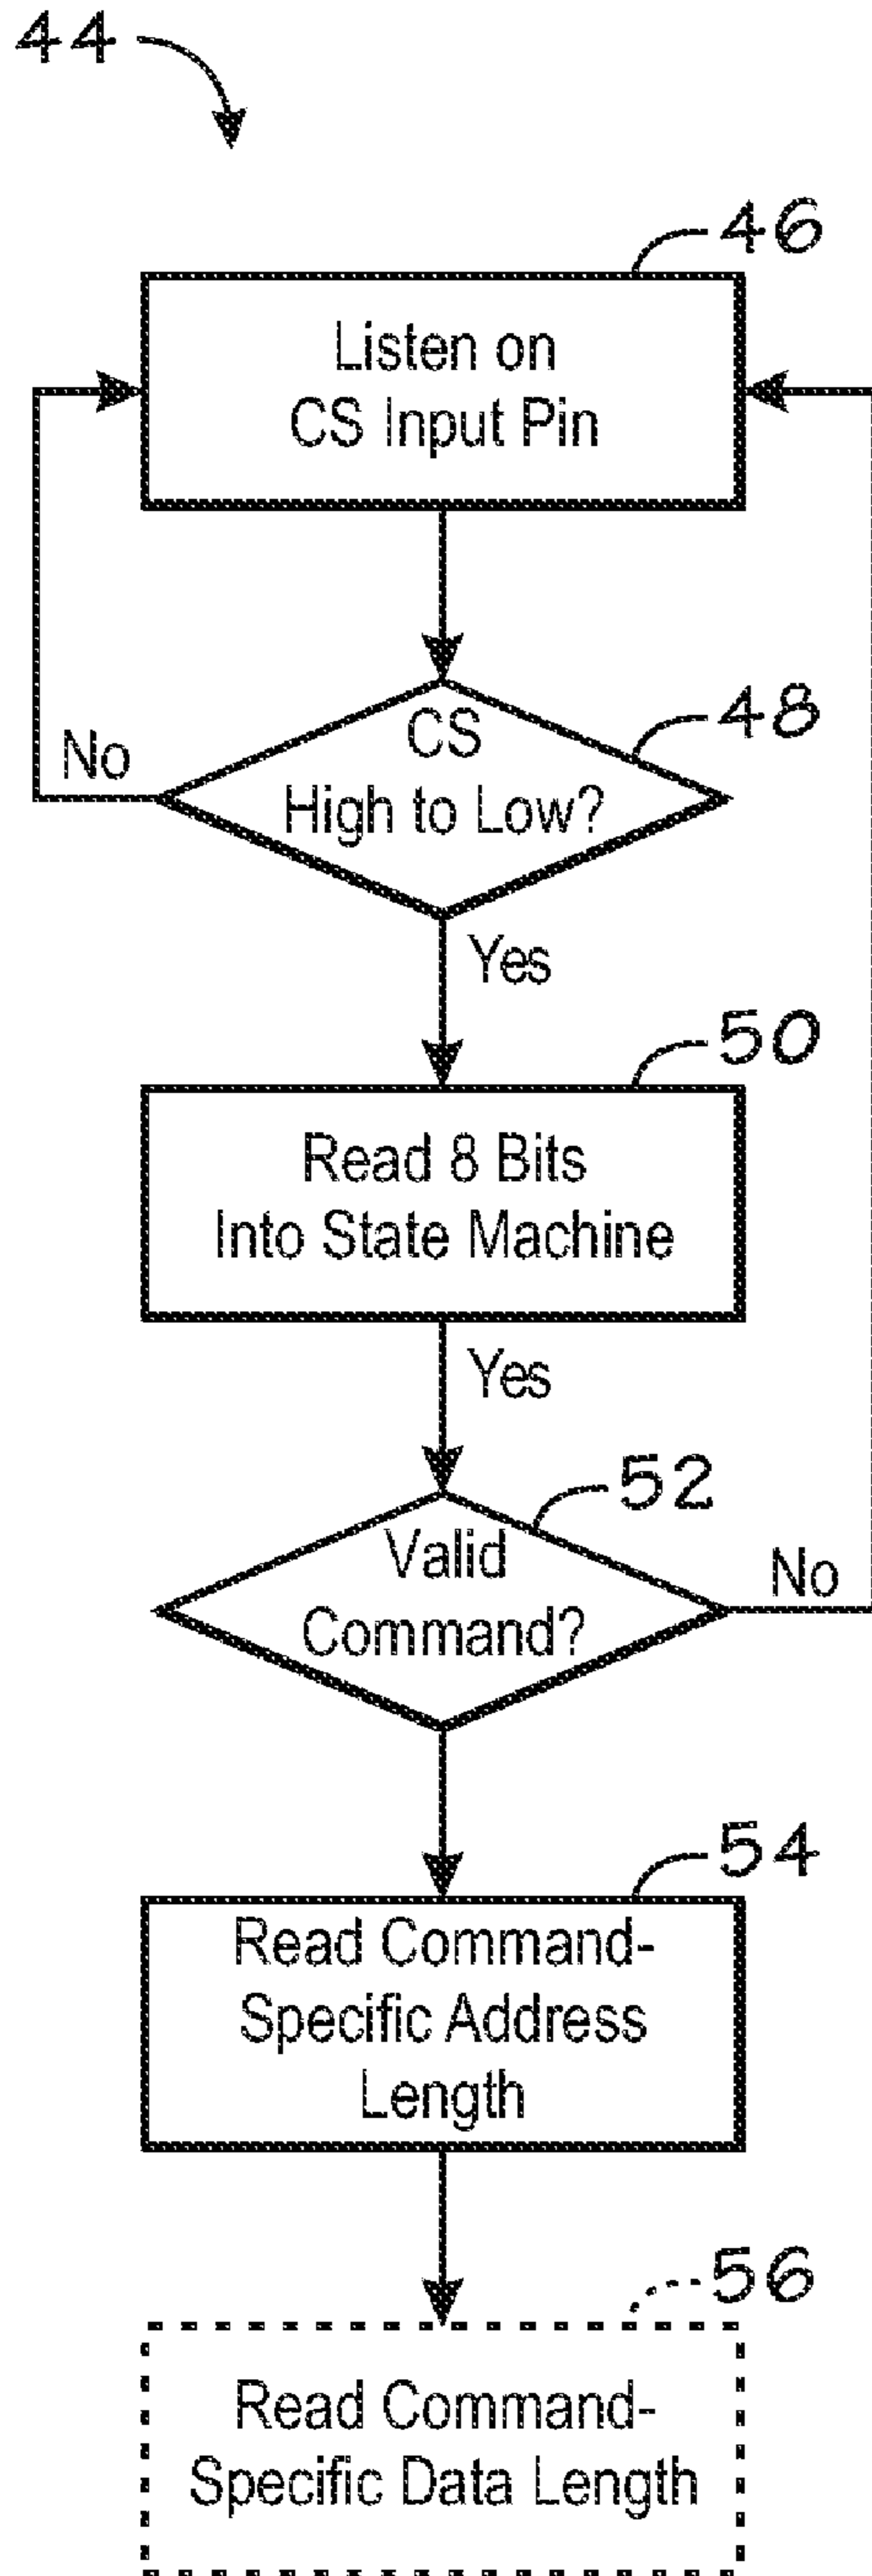 44
46
Listen on
CS Input Pin
48
CS
High to Low?
No
Yes
50
Read 8 Bits
Into State Machine
Yes
52
Valid
Command?
No
54
Read Command-
Specific Address
Length
56
Read Command-
Specific Data Length